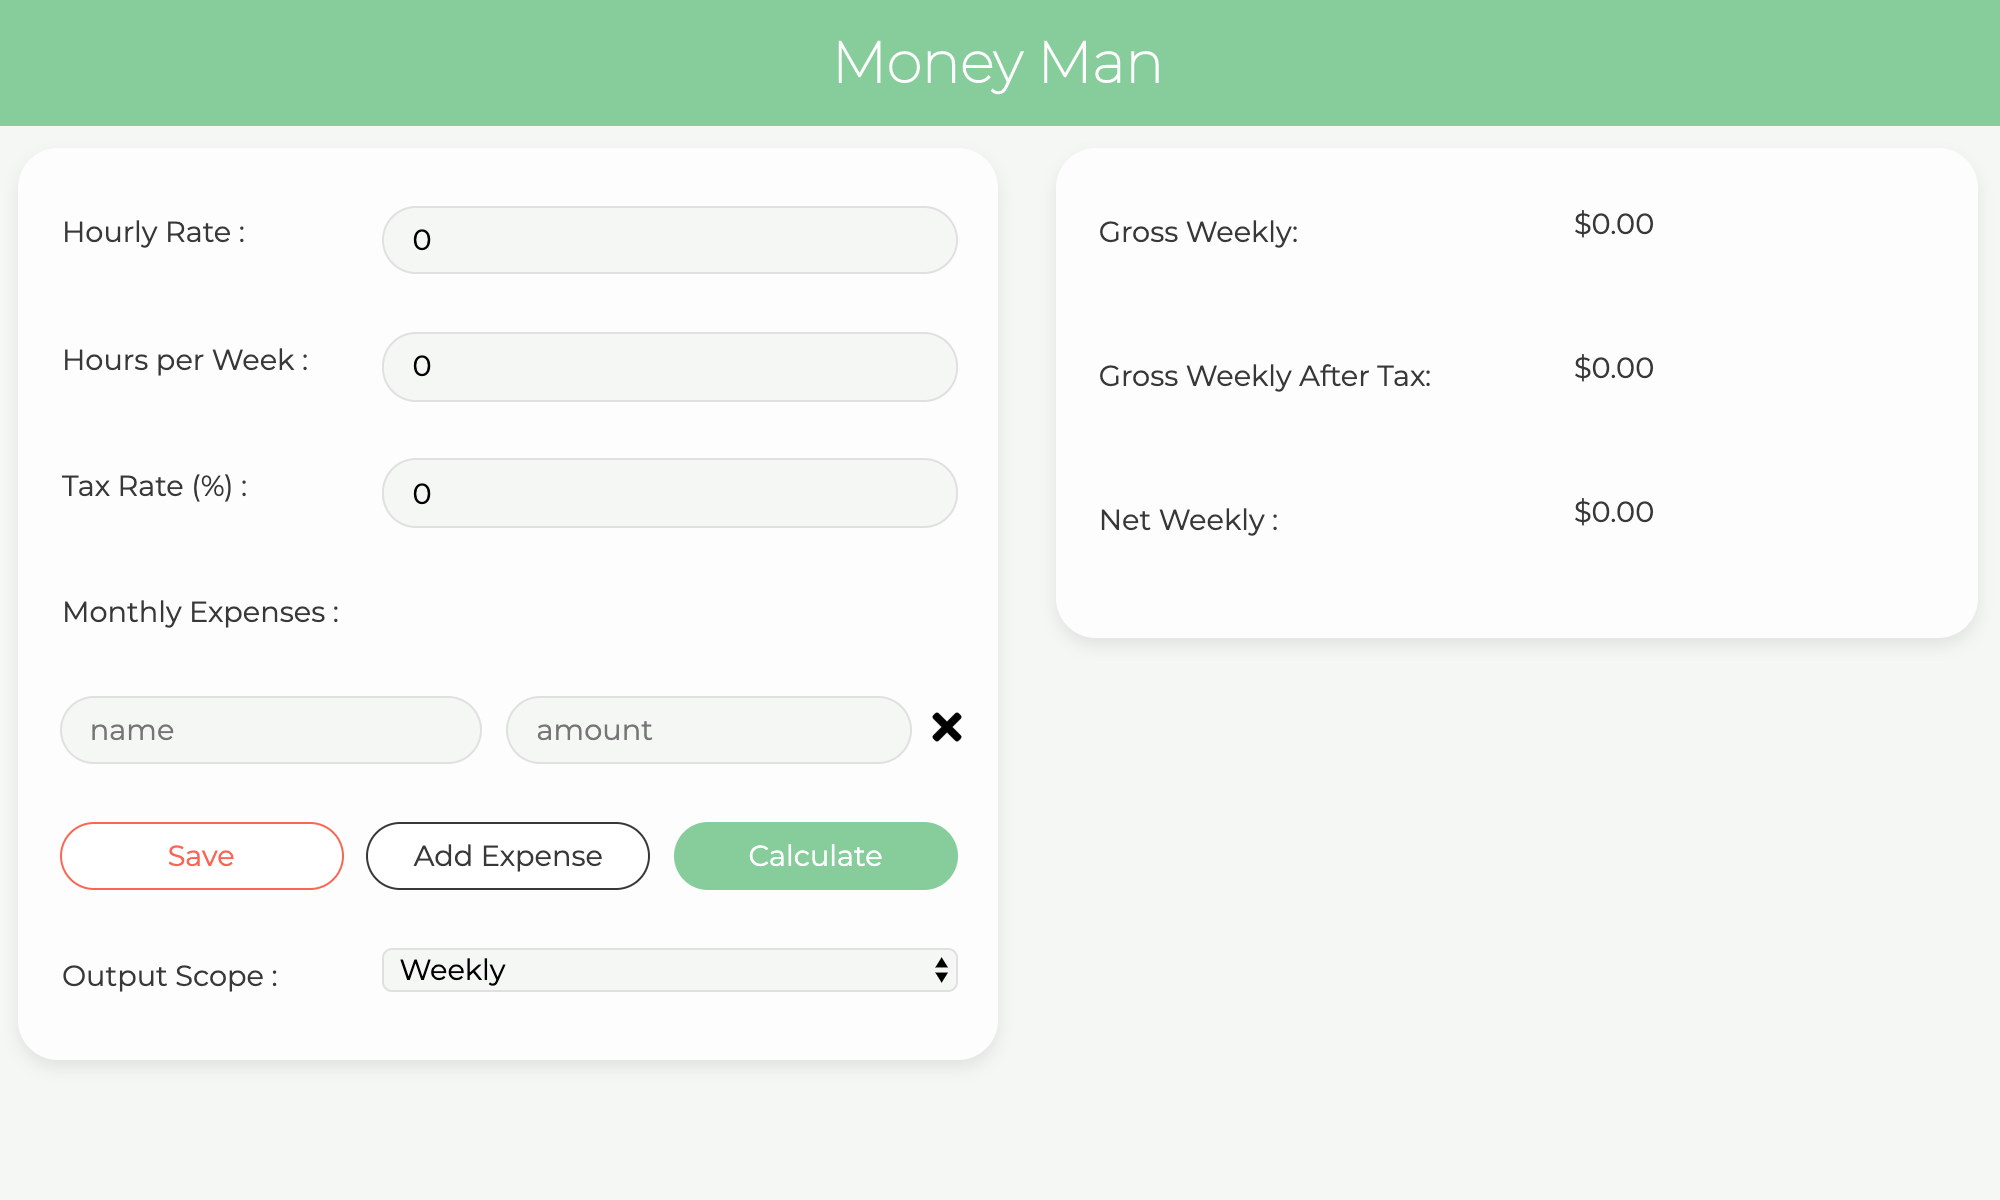 Money Man
Hourly Rate :
0
Hours per Week :
0
Tax Rate (%) :
0
Monthly Expenses :
name
amount
Save
Add Expense
Calculate
Output Scope :
Weekly
Gross Weekly:
$0.00
Gross Weekly After Tax:
$0.00
Net Weekly :
$0.00